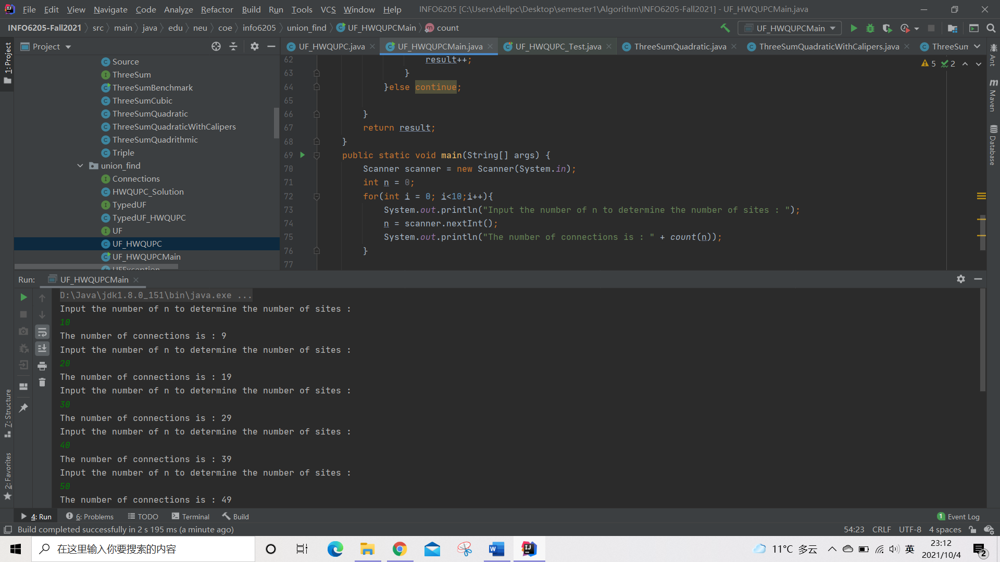 File Edit View Navigate Code Analyze Refactor Build Run Tools VCS Window Help INFO6205 [C:\Users\dellpc\Desktop\semester1\Algorithm\INFO6205-Fall2021] - UF_HWQUPCMain.java
INFO6205-Fall2021 src main java edu neu coe info6205 union_find UF_HWQUPCMain count UF_HWQUPCMain
Project
UF_HWQUPC.java UF_HWQUPCMain.java UF_HWQUPC_Test.java ThreeSumQuadratic.java ThreeSumQuadraticWithCalipers.java ThreeSum
1: Project
Source
ThreeSum
ThreeSumBenchmark
ThreeSumCubic
ThreeSumQuadratic
ThreeSumQuadraticWithCalipers
ThreeSumQuadrithmic
Triple
union_find
Connections
HWQUPC_Solution
TypedUF
TypedUF_HWQUPC
UF
UF_HWQUPC
UF_HWQUPCMain
UFException
62 result++;
63 }
64 }else continue;
65
66 }
67 return result;
68 }
69 public static void main(String[] args) {
70 Scanner scanner = new Scanner(System.in);
71 int n = 0;
72 for(int i = 0; i<10;i++){
73 System.out.println("Input the number of n to determine the number of sites : ");
74 n = scanner.nextInt();
75 System.out.println("The number of connections is : " + count(n));
76 }
77
5 2
Ant
Maven
Database
Run: UF_HWQUPCMain
D:\Java\jdk1.8.0_151\bin\java.exe ...
Input the number of n to determine the number of sites :
10
The number of connections is : 9
Input the number of n to determine the number of sites :
20
The number of connections is : 19
Input the number of n to determine the number of sites :
30
The number of connections is : 29
Input the number of n to determine the number of sites :
40
The number of connections is : 39
Input the number of n to determine the number of sites :
50
The number of connections is : 49
7: Structure
2: Favorites
4: Run 6: Problems TODO Terminal Build 1 Event Log
Build completed successfully in 2 s 195 ms (a minute ago) 54:23 CRLF UTF-8 4 spaces
在这里输入你要搜索的内容 11°C 多云 英 23:12
2021/10/4 2